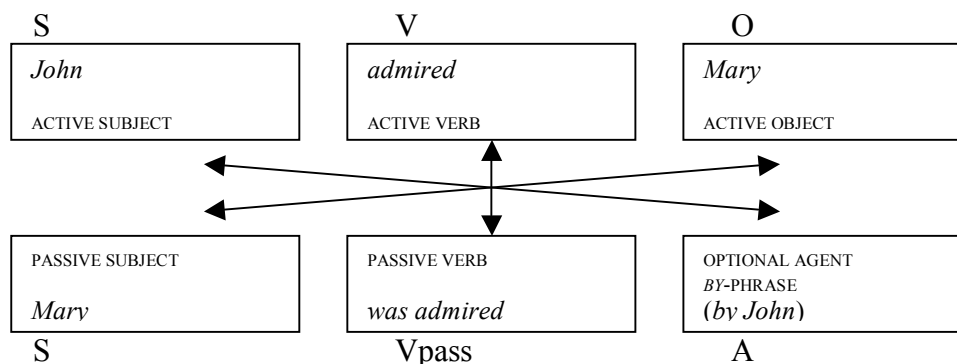 S V O
John admired Mary
ACTIVE SUBJECT ACTIVE VERB ACTIVE OBJECT
PASSIVE SUBJECT PASSIVE VERB OPTIONAL AGENT
BY-PHRASE
Mary was admired (by John)
S Vpass A